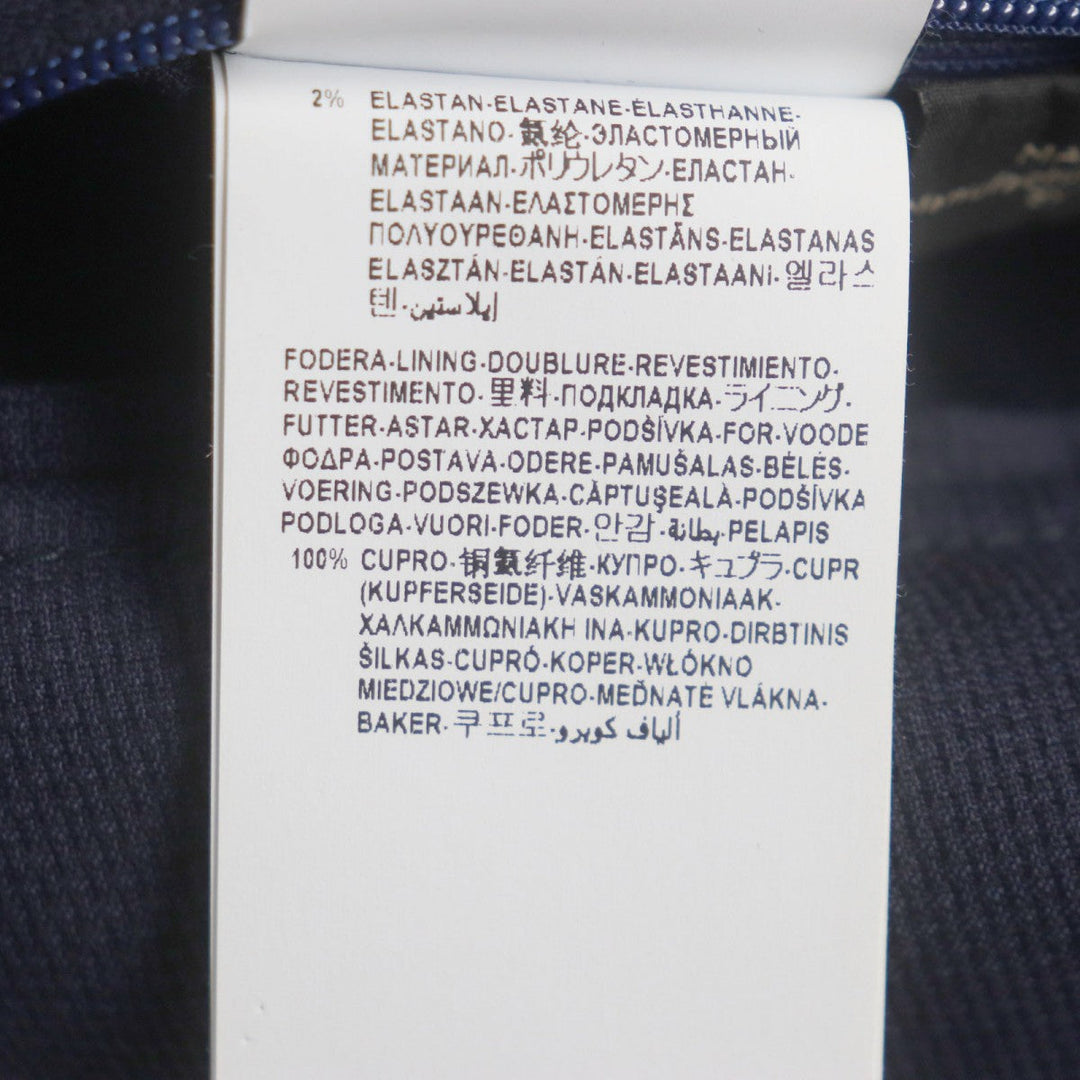 2% ELASTAN·ELASTANE·ÉLASTHANNE·
ELASTANO·氨纶·ЭЛАСТОМЕРНЫЙ
МАТЕРИАЛ·ポリウレタン·ЕЛАСТАН·
ELASTAAN·ΕΛΑΣΤΟΜΕΡΗΣ
ΠΟΛΥΟΥΡΕΘΑΝΗ·ELASTĀNS·ELASTANAS
ELASZTÁN·ELASTÁN·ELASTAANI·엘라스
텐·إيلاستين
FODERA·LINING·DOUBLURE·REVESTIMIENTO·
REVESTIMENTO·里料·ПОДКЛАДКА·ライニング·
FUTTER·ASTAR·ХАСТАР·PODŠÍVKA·FOR·VOODE
ΦΟΔΡΑ·POSTAVA·ODERE·PAMUŠALAS·BÉLÉS·
VOERING·PODSZEWKA·CĂPTUŞEALĂ·PODŠÍVKA
PODLOGA·VUORI·FODER·안감·بطانة·PELAPIS
100% CUPRO·铜氨纤维·КУПРО·キュプラ·CUPR
(KUPFERSEIDE)·VASKAMMONIAAK·
ΧΑΛΚΑΜΜΩΝΙΑΚΗ ΙΝΑ·KUPRO·DIRBTINIS
ŠILKAS·CUPRÓ·KOPER·WŁÓKNO
MIEDZIOWE/CUPRO·MEĎNATÉ VLÁKNA·
BAKER·쿠프로·ألياف كوبرو